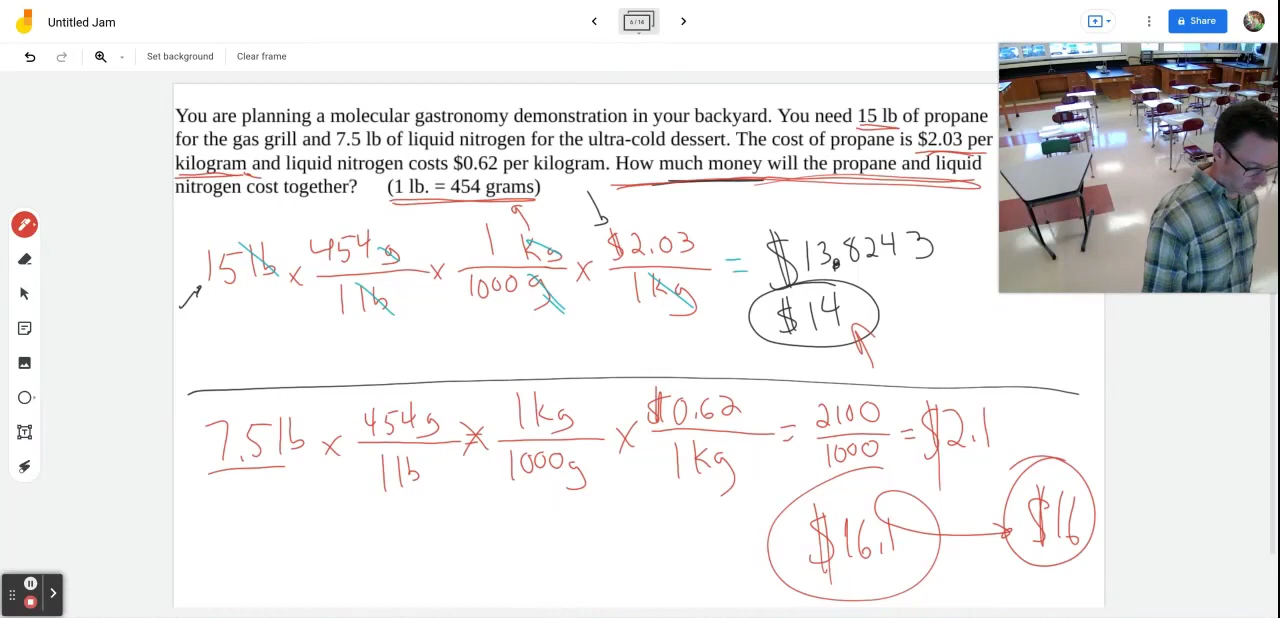 Untitled Jam
6 / 14
Share
Set background
Clear frame
You are planning a molecular gastronomy demonstration in your backyard. You need 15 lb of propane
for the gas grill and 7.5 lb of liquid nitrogen for the ultra-cold dessert. The cost of propane is $2.03 per
kilogram and liquid nitrogen costs $0.62 per kilogram. How much money will the propane and liquid
nitrogen cost together? (1 lb. = 454 grams)
15 lb x 454 g / 1 lb x 1 kg / 1000 g x $2.03 / 1 kg = $13.8243
$14
7.5 lb x 454 g / 1 lb x 1 kg / 1000 g x $0.62 / 1 kg = 2100 / 1000 = $2.1
$16.1
$16